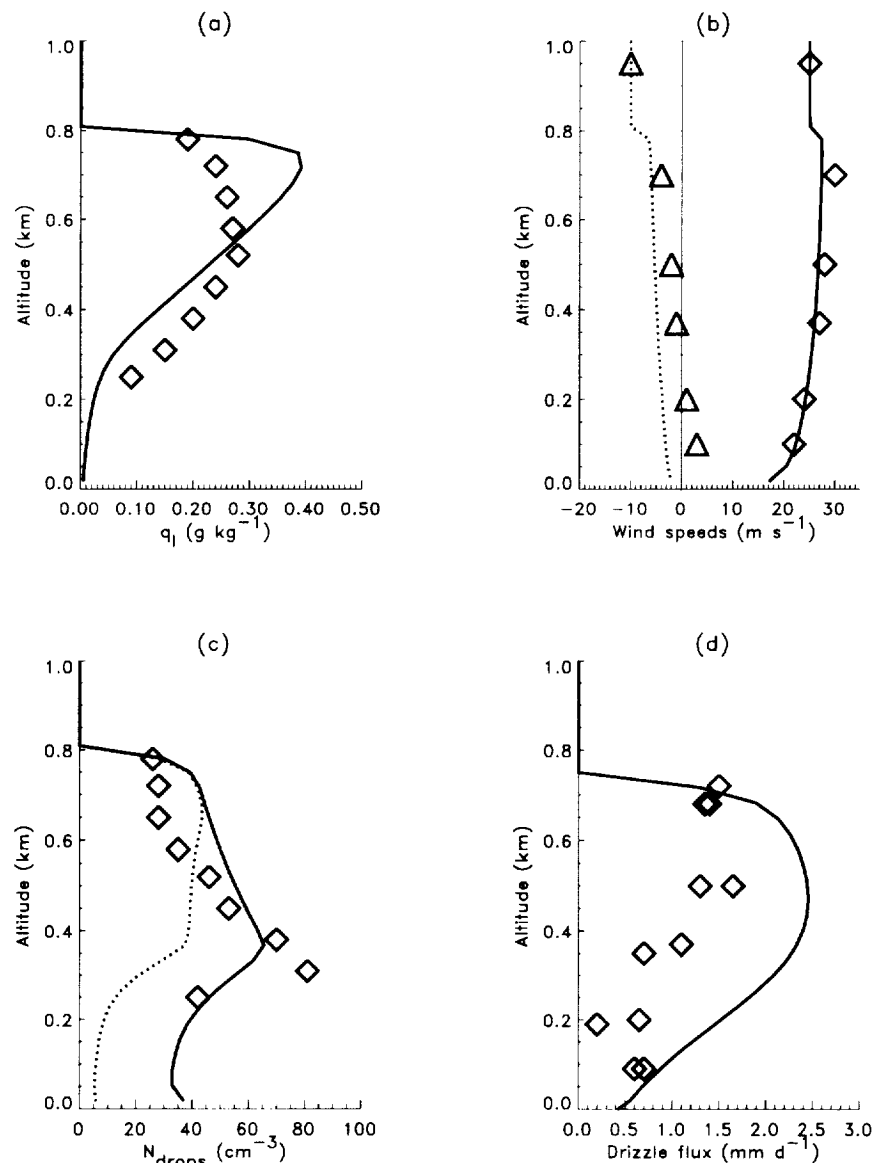 (a)
1.0
0.8
0.6
0.4
0.2
0.0
Altitude (km)
0.00 0.10 0.20 0.30 0.40 0.50
q_l (g kg⁻¹)
(b)
1.0
0.8
0.6
0.4
0.2
0.0
Altitude (km)
-20 -10 0 10 20 30
Wind speeds (m s⁻¹)
(c)
1.0
0.8
0.6
0.4
0.2
0.0
Altitude (km)
0 20 40 60 80 100
N_drops (cm⁻³)
(d)
1.0
0.8
0.6
0.4
0.2
0.0
Altitude (km)
0.0 0.5 1.0 1.5 2.0 2.5 3.0
Drizzle flux (mm d⁻¹)